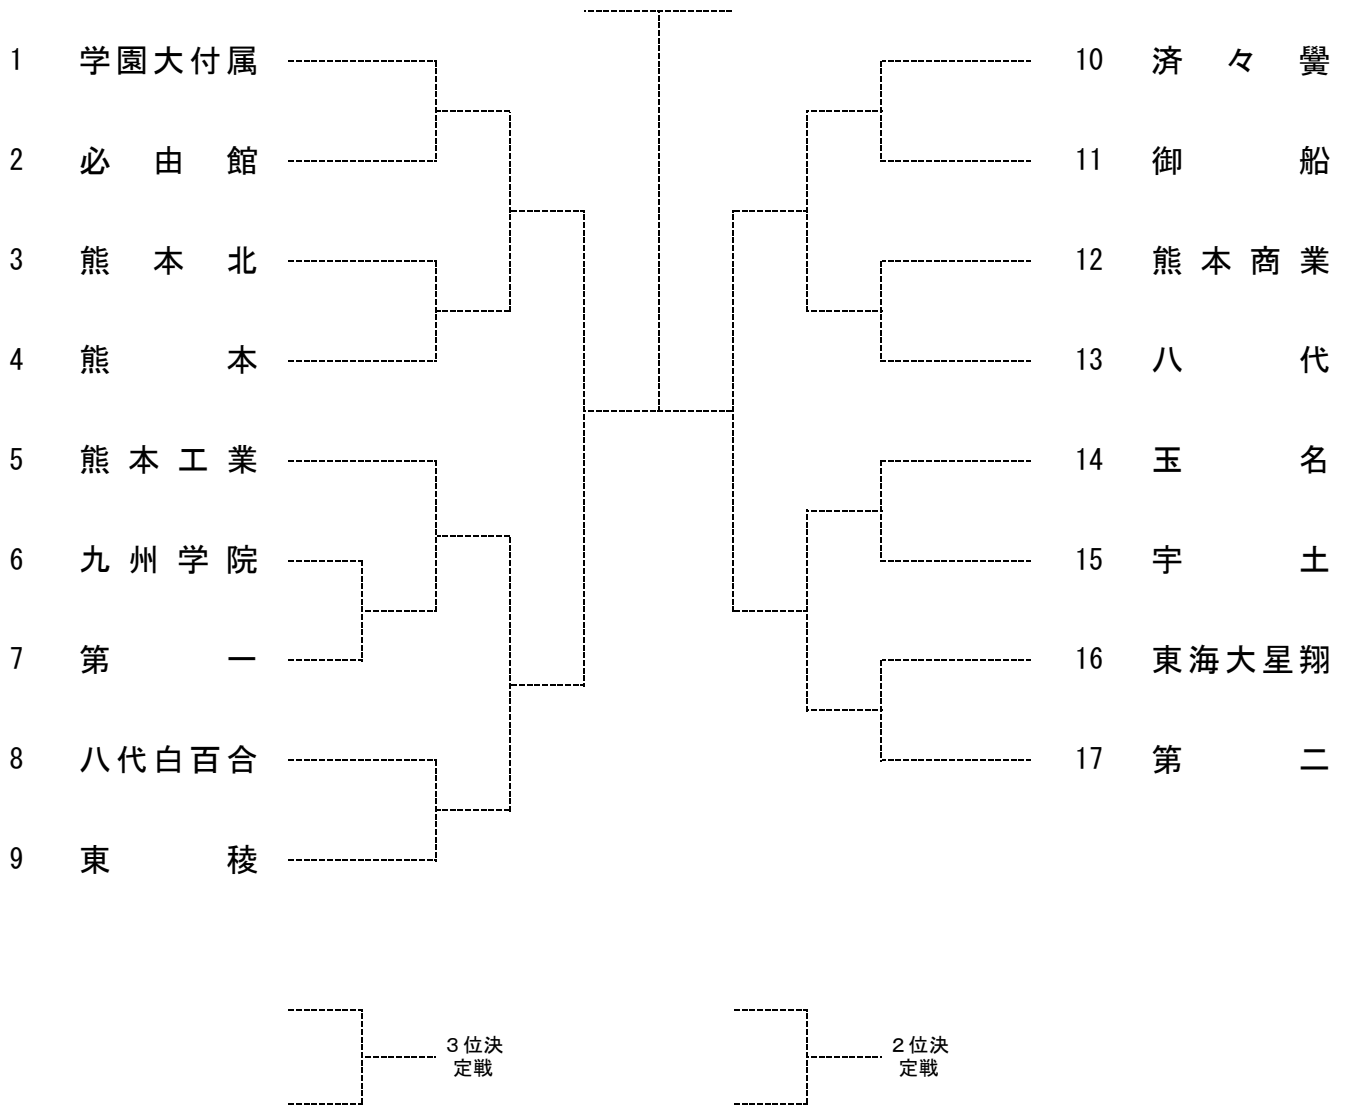 1 学園大付属
2 必由館
3 熊本北
4 熊本
5 熊本工業
6 九州学院
7 第一
8 八代白百合
9 東稜
10 済々黌
11 御船
12 熊本商業
13 八代
14 玉名
15 宇土
16 東海大星翔
17 第二
３位決
定戦
２位決
定戦